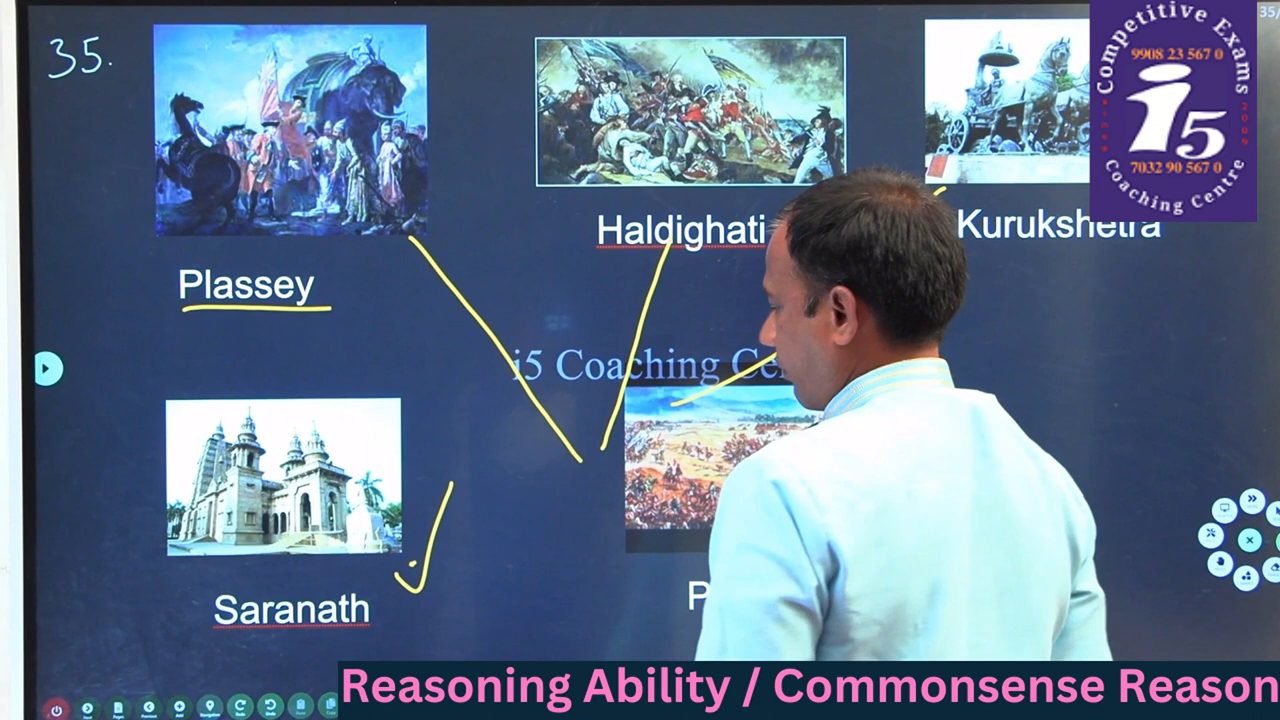 35.
Plassey
Haldighati
Kurukshetra
i5 Coaching
Saranath
P
Competitive Exams
9908 23 567 0
i5
7032 90 567 0
Coaching Centre
Reasoning Ability / Commonsense Reason
35/